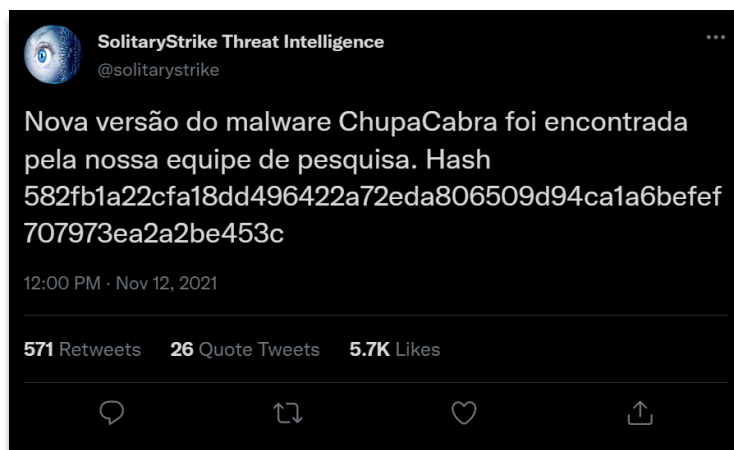 SolitaryStrike Threat Intelligence
@solitarystrike
Nova versão do malware ChupaCabra foi encontrada
pela nossa equipe de pesquisa. Hash
582fb1a22cfa18dd496422a72eda806509d94ca1a6befef
707973ea2a2be453c
12:00 PM · Nov 12, 2021
571 Retweets 26 Quote Tweets 5.7K Likes